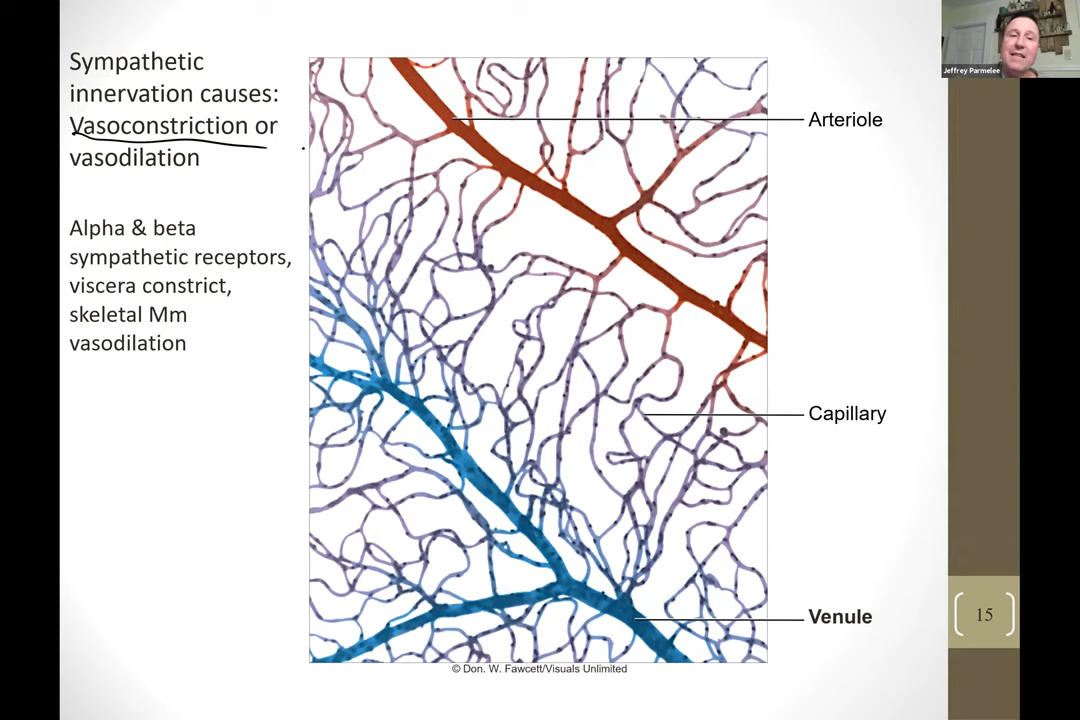 Sympathetic
innervation causes:
Vasoconstriction or
vasodilation
Alpha & beta
sympathetic receptors,
viscera constrict,
skeletal Mm
vasodilation
Arteriole
Capillary
Venule
© Don. W. Fawcett/Visuals Unlimited
Jeffrey Parmelee
15